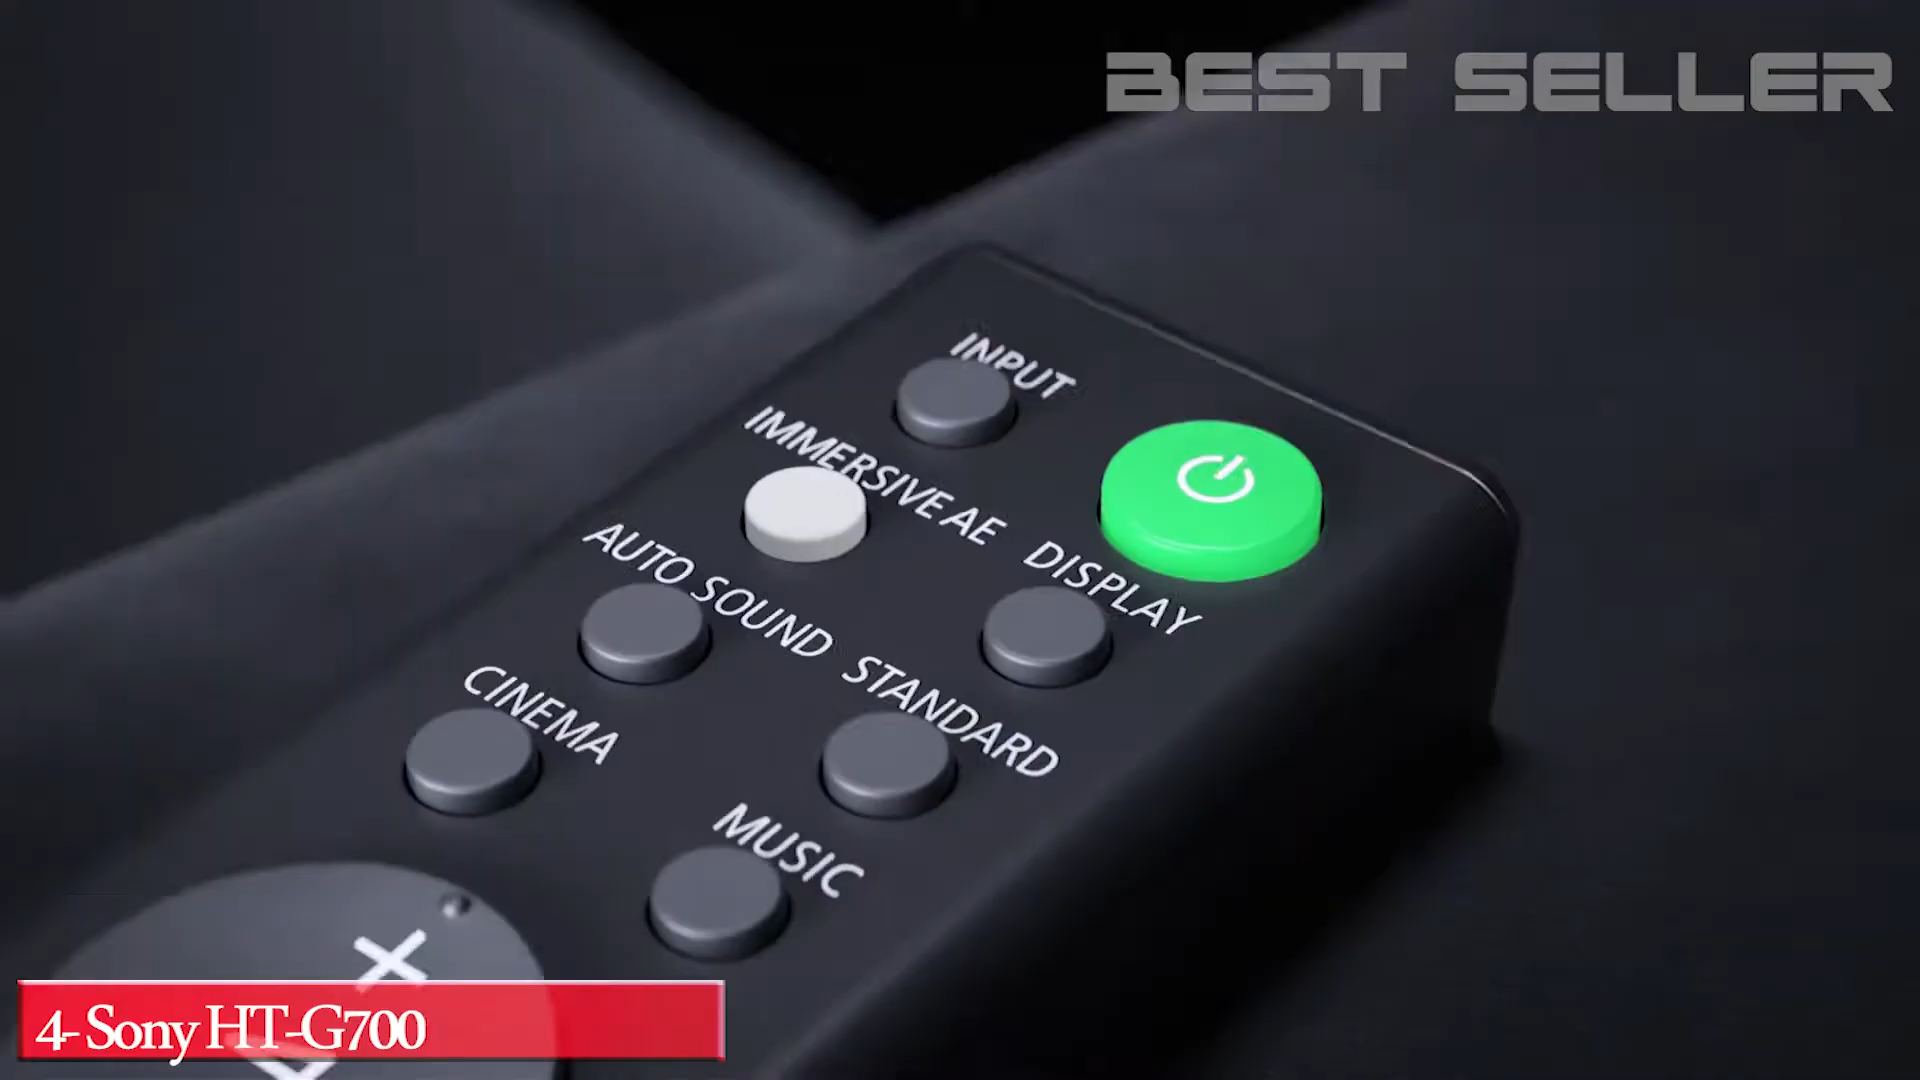 BEST SELLER
INPUT
IMMERSIVE AE
DISPLAY
AUTO SOUND
STANDARD
CINEMA
MUSIC
+
4- Sony HT-G700